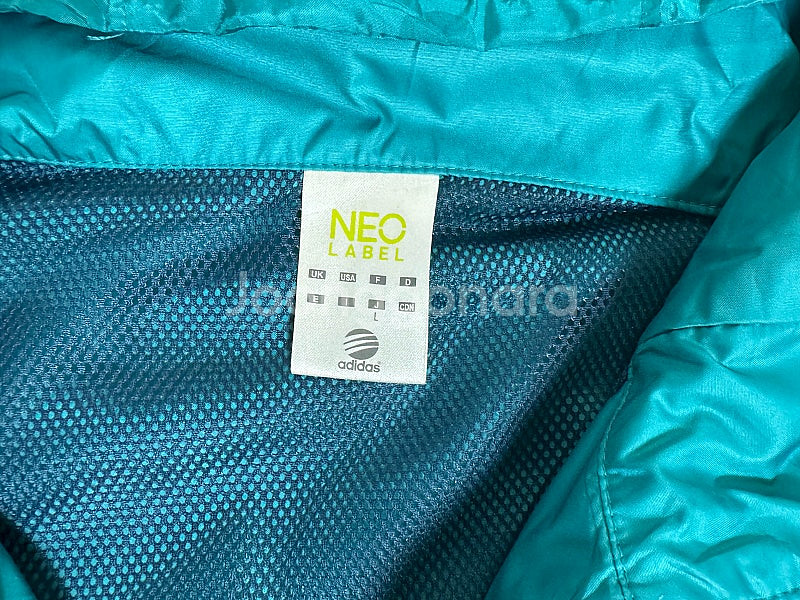 NEO
LABEL
UK USA F D
E I J CDN
L
adidas®